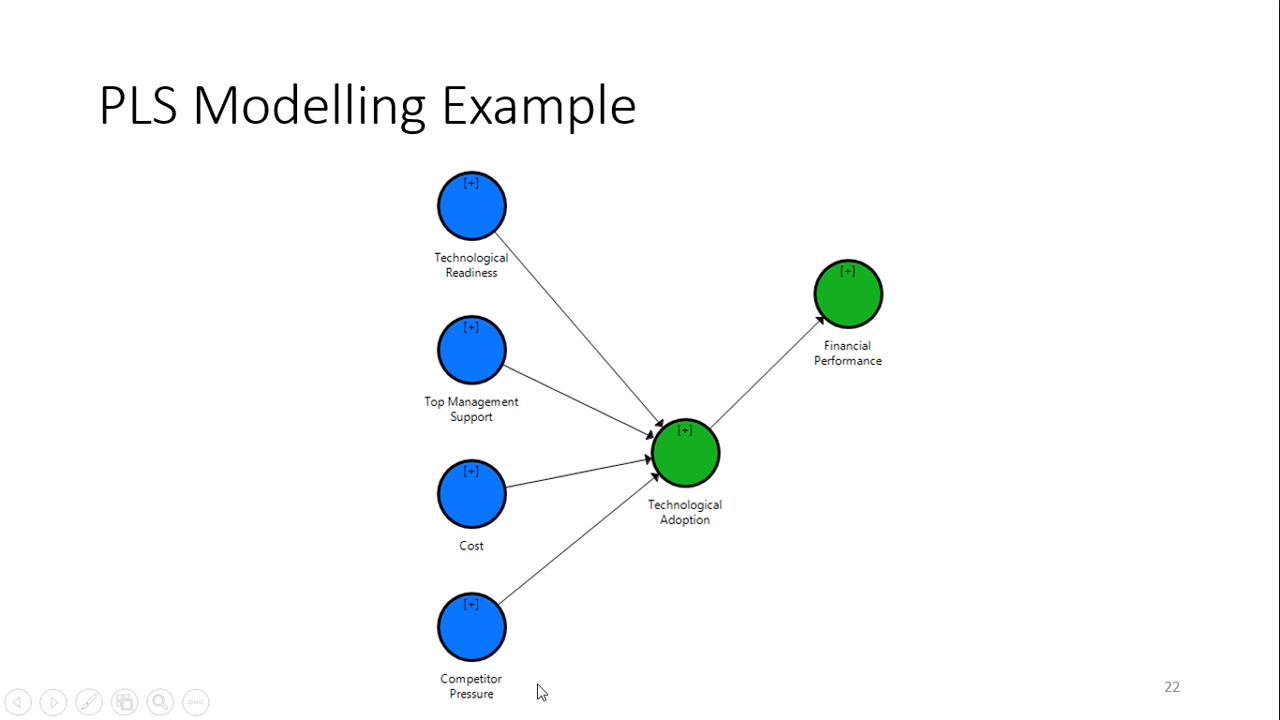 PLS Modelling Example
[+]
Technological
Readiness
[+]
Top Management
Support
[+]
Cost
[+]
Competitor
Pressure
[+]
Technological
Adoption
[+]
Financial
Performance
22